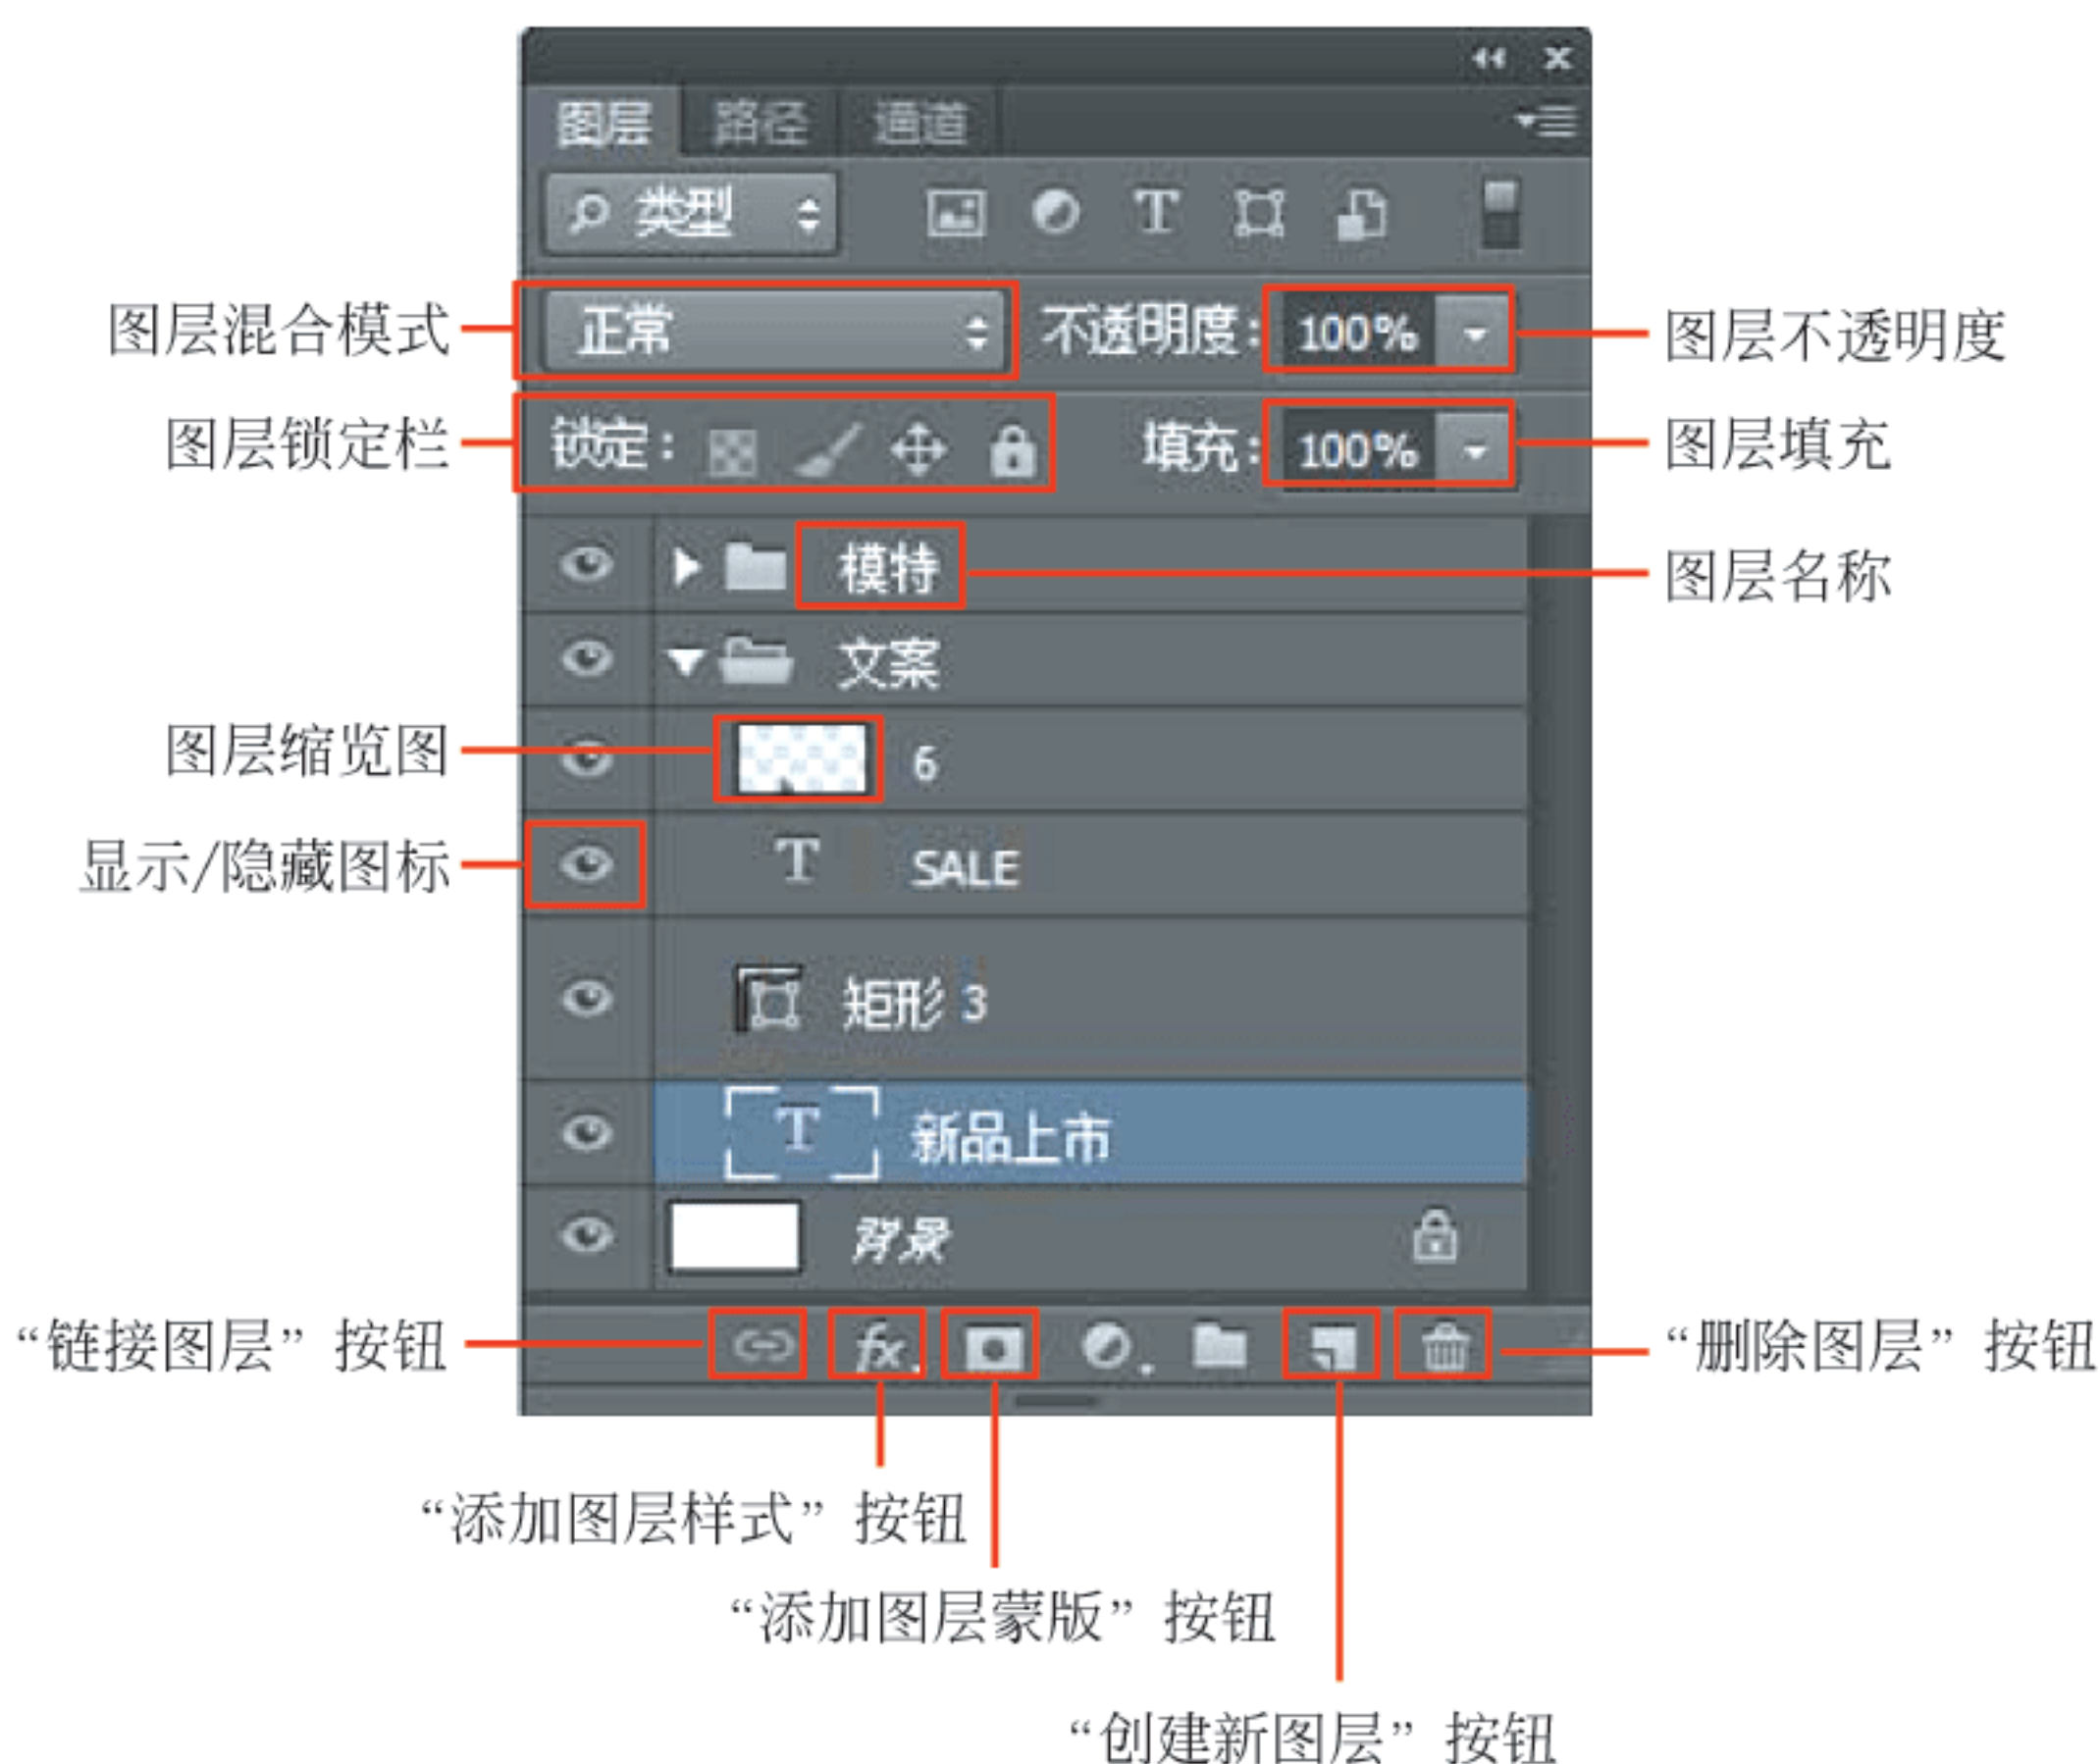 图层 路径 通道
类型
图层混合模式 正常 不透明度: 100% 图层不透明度
图层锁定栏 锁定: 填充: 100% 图层填充
模特 图层名称
文案
图层缩览图 6
显示/隐藏图标 SALE
矩形 3
新品上市
背景
“链接图层”按钮 fx “删除图层”按钮
“添加图层样式”按钮
“添加图层蒙版”按钮
“创建新图层”按钮